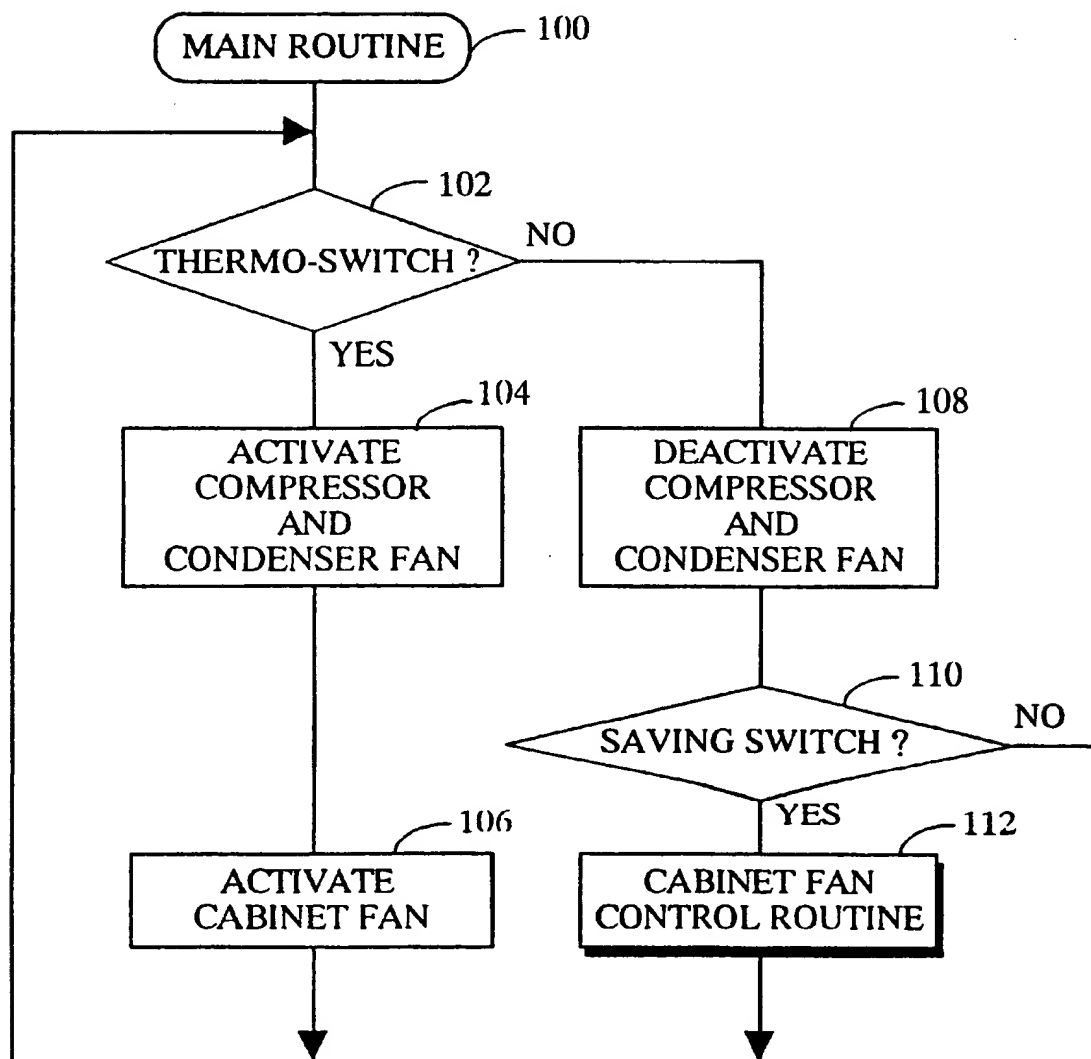 MAIN ROUTINE
100
102
THERMO-SWITCH ?
NO
YES
104
ACTIVATE
COMPRESSOR
AND
CONDENSER FAN
108
DEACTIVATE
COMPRESSOR
AND
CONDENSER FAN
110
SAVING SWITCH ?
NO
YES
106
ACTIVATE
CABINET FAN
112
CABINET FAN
CONTROL ROUTINE